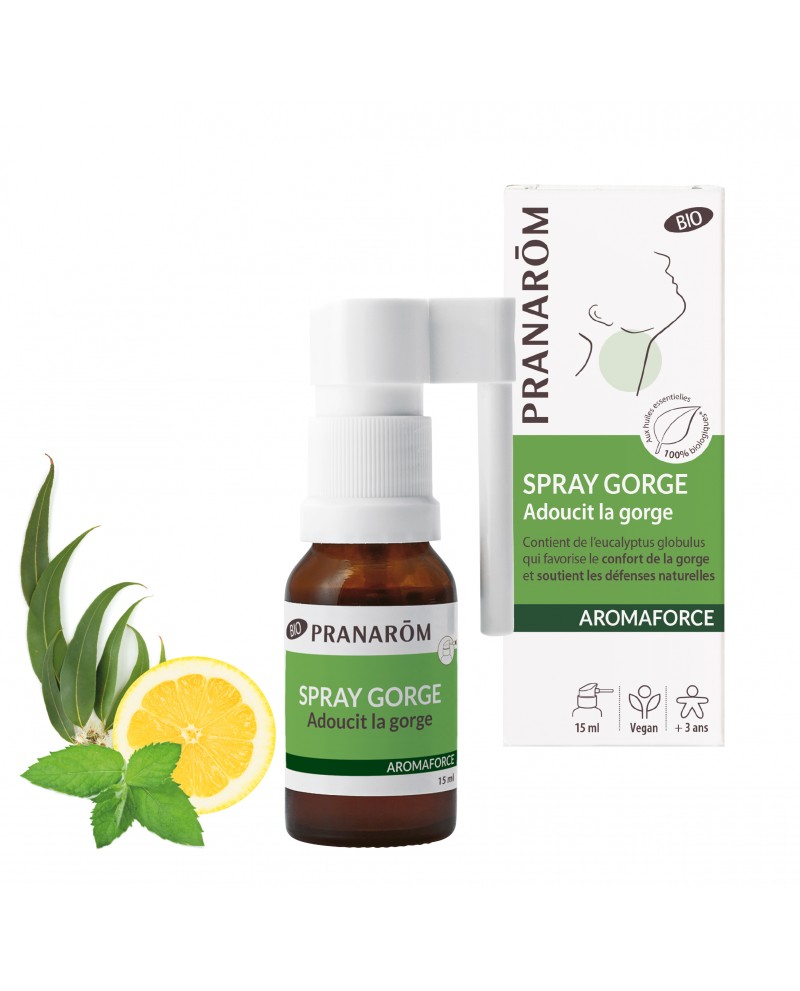 BIO
PRANARŌM
Aux huiles essentielles
100% biologiques*
SPRAY GORGE
Adoucit la gorge
Contient de l'eucalyptus globulus
qui favorise le confort de la gorge
et soutient les défenses naturelles
AROMAFORCE
15 ml
Vegan
+ 3 ans
BIO PRANARŌM
SPRAY GORGE
Adoucit la gorge
AROMAFORCE
15 ml